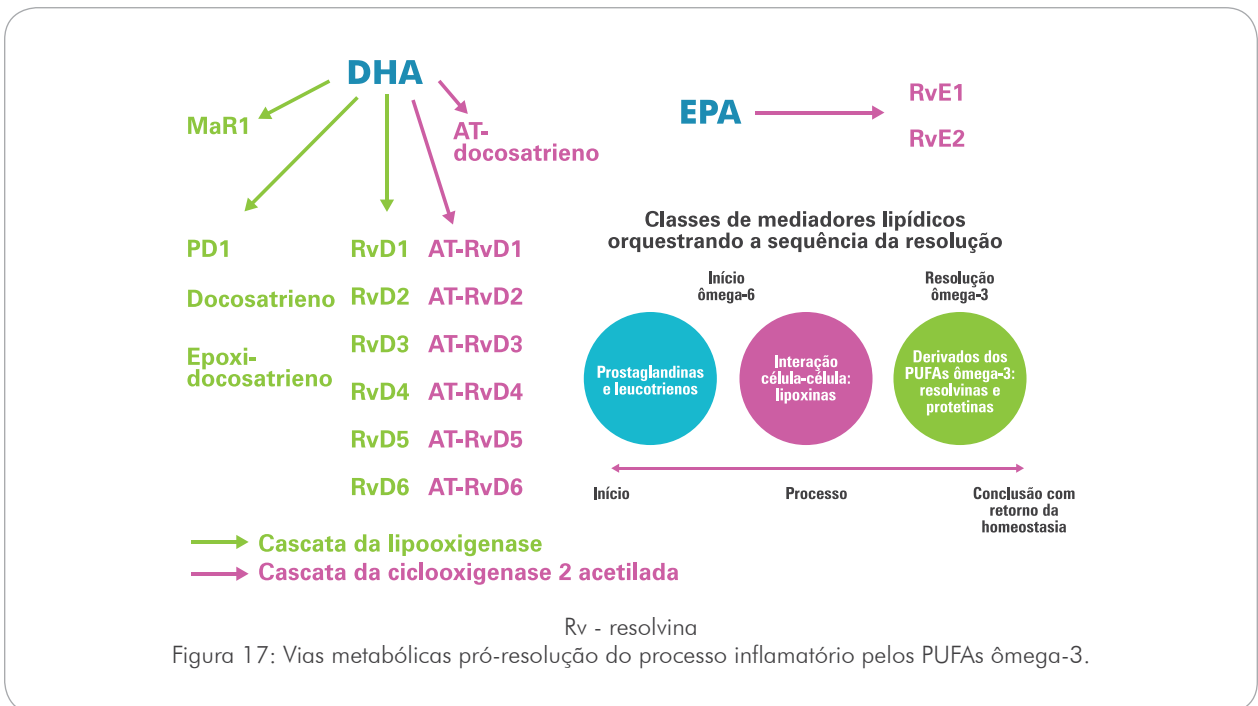 DHA
MaR1
AT-
docosatrieno
PD1
Docosatrieno
Epoxi-
docosatrieno
RvD1 AT-RvD1
RvD2 AT-RvD2
RvD3 AT-RvD3
RvD4 AT-RvD4
RvD5 AT-RvD5
RvD6 AT-RvD6
EPA
RvE1
RvE2
Classes de mediadores lipídicos
orquestrando a sequência da resolução
Início
ômega-6
Resolução
ômega-3
Prostaglandinas
e leucotrienos
Interação
célula-célula:
lipoxinas
Derivados dos
PUFAs ômega-3:
resolvinas e
protetinas
Início
Processo
Conclusão com
retorno da
homeostasia
Cascata da lipooxigenase
Cascata da ciclooxigenase 2 acetilada
Rv - resolvina
Figura 17: Vias metabólicas pró-resolução do processo inflamatório pelos PUFAs ômega-3.